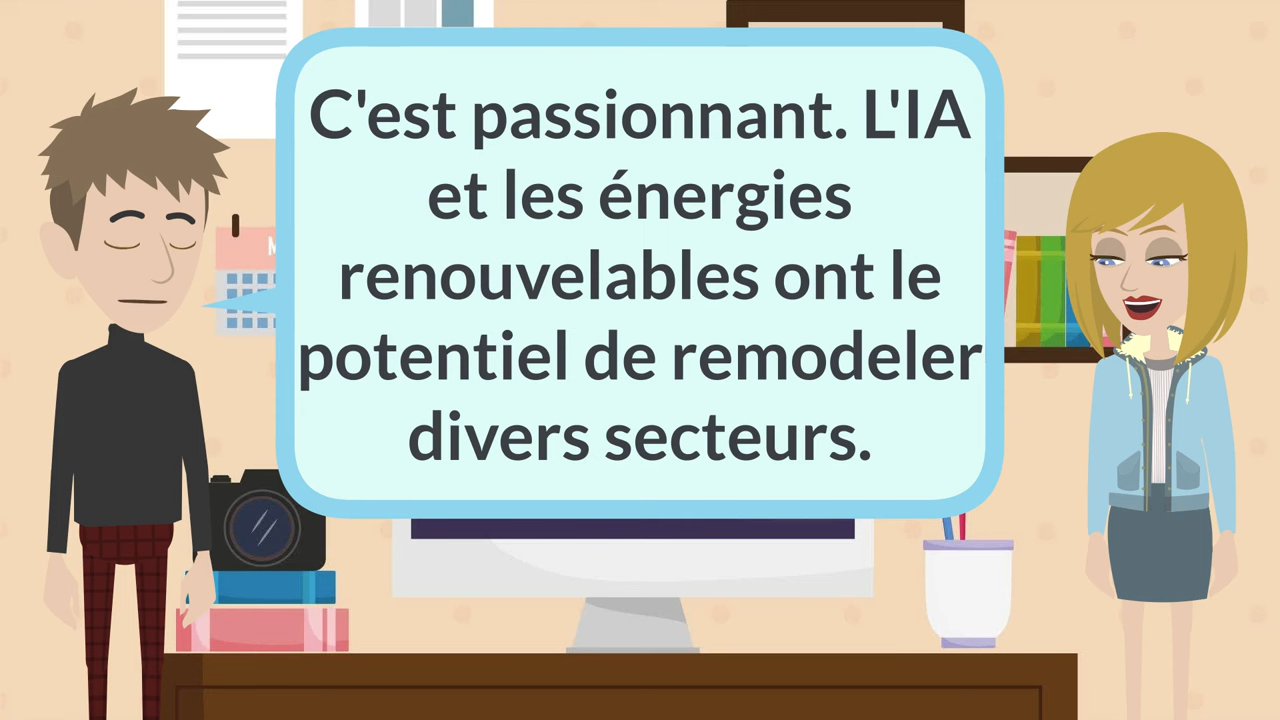 C'est passionnant. L'IA
et les énergies
renouvelables ont le
potentiel de remodeler
divers secteurs.